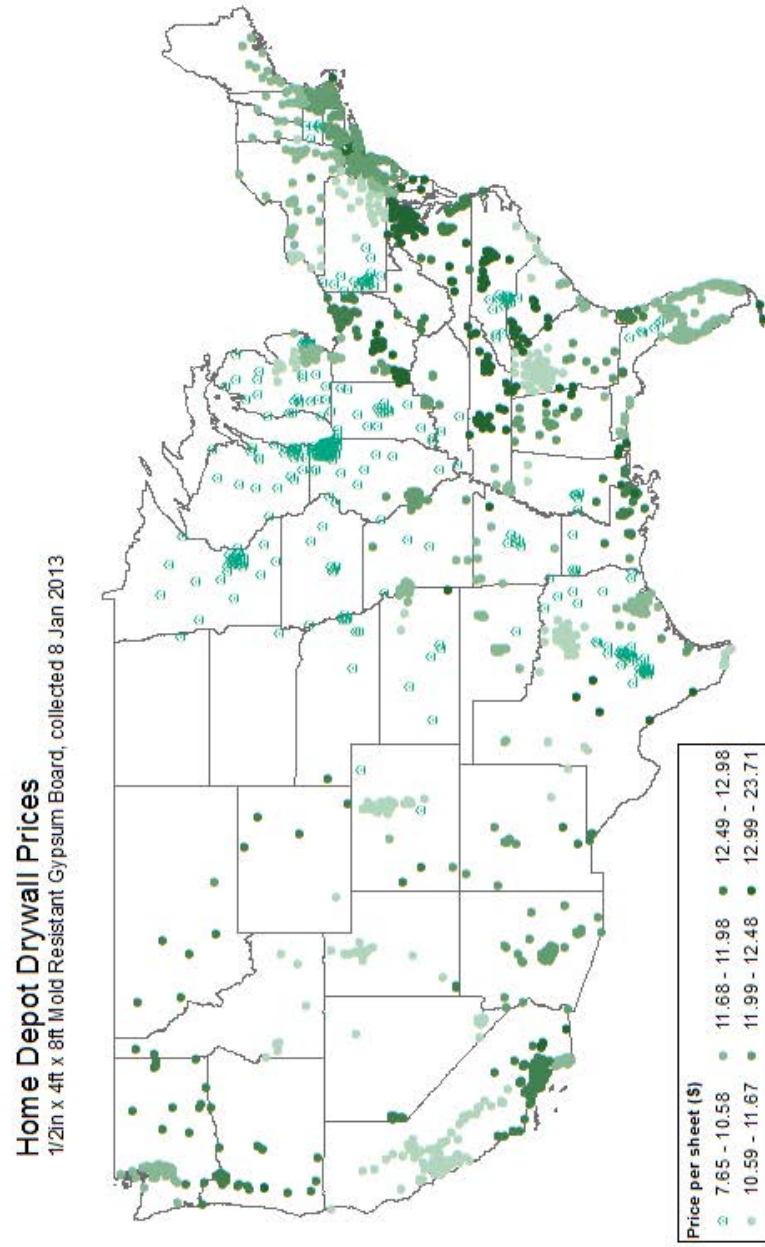 Home Depot Drywall Prices
1/2in x 4ft x 8ft Mold Resistant Gypsum Board, collected 8 Jan 2013
Price per sheet ($)
7.65 - 10.58 11.68 - 11.98 12.49 - 12.98
10.59 - 11.67 11.99 - 12.48 12.99 - 23.71